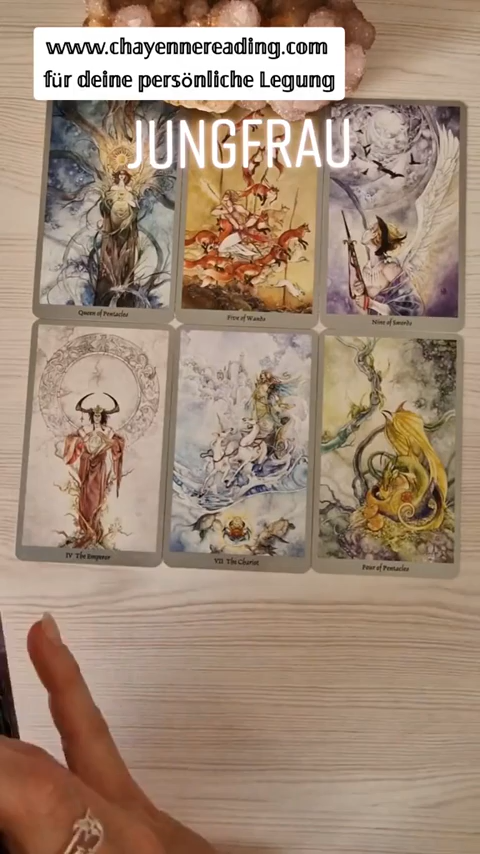 www.chayennereading.com
für deine persönliche Legung
JUNGFRAU
Queen of Pentacles
Five of Wands
Nine of Swords
IV The Emperor
VII The Chariot
Four of Pentacles